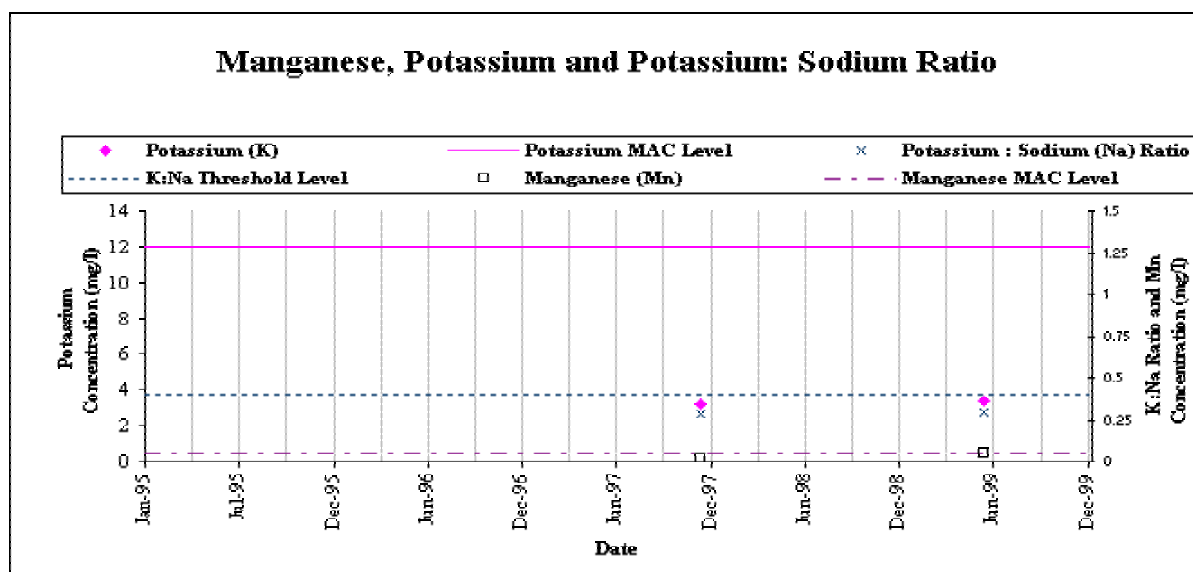 Manganese, Potassium and Potassium: Sodium Ratio
Potassium (K)
Potassium MAC Level
Potassium : Sodium (Na) Ratio
K:Na Threshold Level
Manganese (Mn)
Manganese MAC Level
Potassium
Concentration (mg/l)
14
12
10
8
6
4
2
0
1.5
1.25
1
0.75
0.5
0.25
0
K:Na Ratio and Mn
Concentration (mg/l)
Jan-95
Jul-95
Dec-95
Jun-96
Dec-96
Jun-97
Dec-97
Jun-98
Dec-98
Jun-99
Dec-99
Date